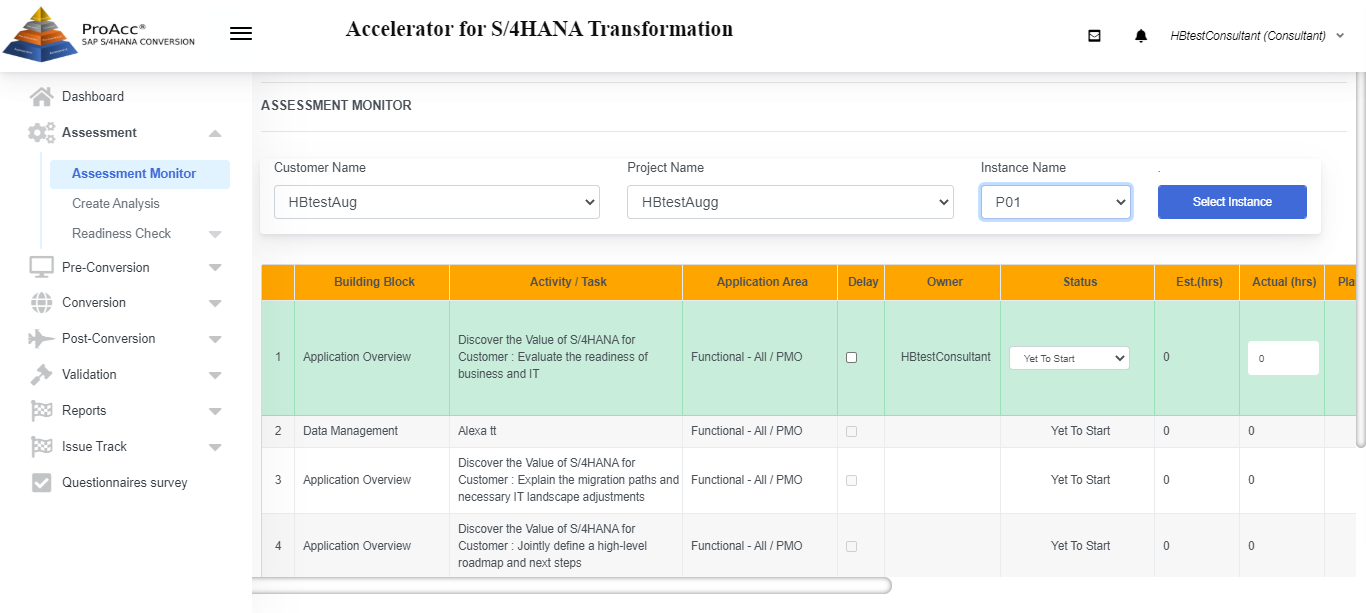 ProAcc®
SAP S/4HANA CONVERSION
Accelerator for S/4HANA Transformation
HBtestConsultant (Consultant)
Dashboard
Assessment
Assessment Monitor
Create Analysis
Readiness Check
Pre-Conversion
Conversion
Post-Conversion
Validation
Reports
Issue Track
Questionnaires survey
ASSESSMENT MONITOR
Customer Name Project Name Instance Name .
HBtestAug HBtestAugg P01 Select Instance
Building Block Activity / Task Application Area Delay Owner Status Est.(hrs) Actual (hrs) Pla
Discover the Value of S/4HANA for
1 Application Overview Customer : Evaluate the readiness of Functional - All / PMO HBtestConsultant Yet To Start 0 0
business and IT
2 Data Management Alexa tt Functional - All / PMO Yet To Start 0 0
Discover the Value of S/4HANA for
3 Application Overview Customer : Explain the migration paths and Functional - All / PMO Yet To Start 0 0
necessary IT landscape adjustments
Discover the Value of S/4HANA for
4 Application Overview Customer : Jointly define a high-level Functional - All / PMO Yet To Start 0 0
roadmap and next steps